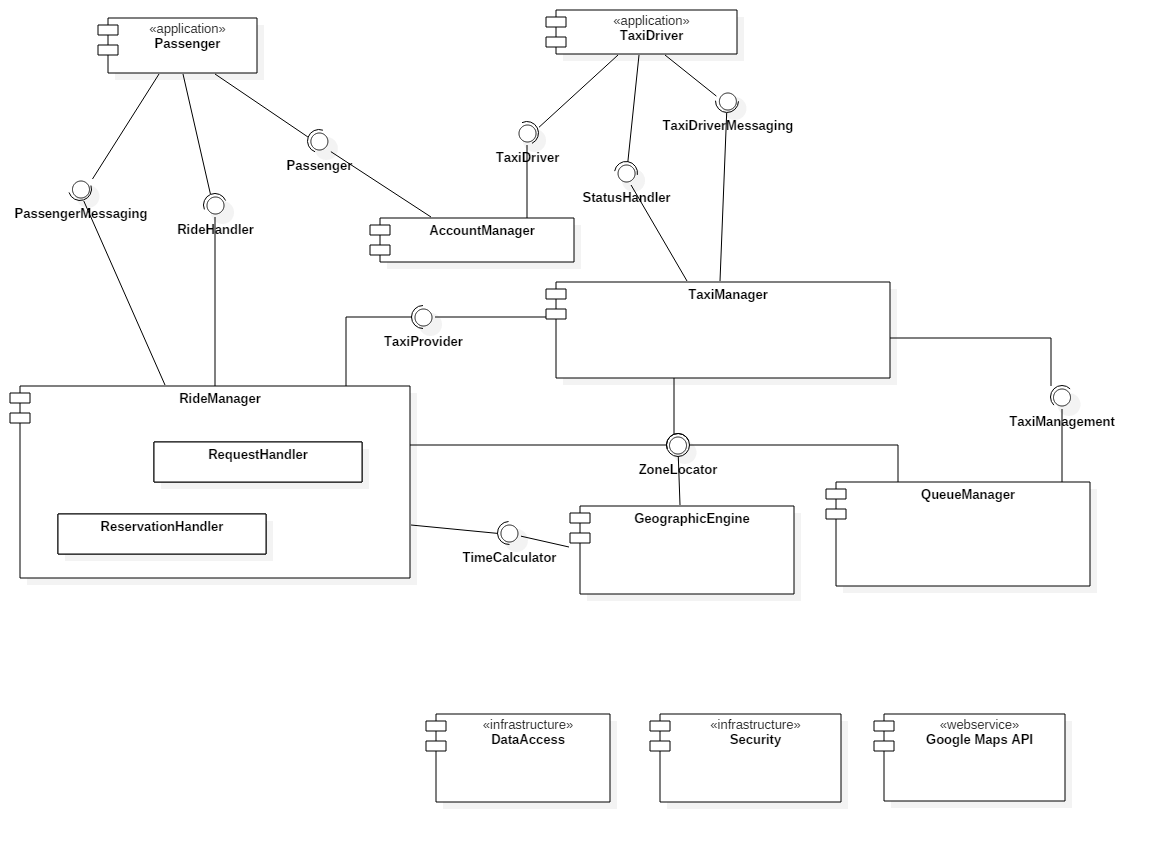 «application»
Passenger
«application»
TaxiDriver
TaxiDriverMessaging
TaxiDriver
Passenger
StatusHandler
PassengerMessaging
RideHandler
AccountManager
TaxiManager
TaxiProvider
RideManager
TaxiManagement
RequestHandler
ZoneLocator
QueueManager
GeographicEngine
ReservationHandler
TimeCalculator
«infrastructure»
DataAccess
«infrastructure»
Security
«webservice»
Google Maps API